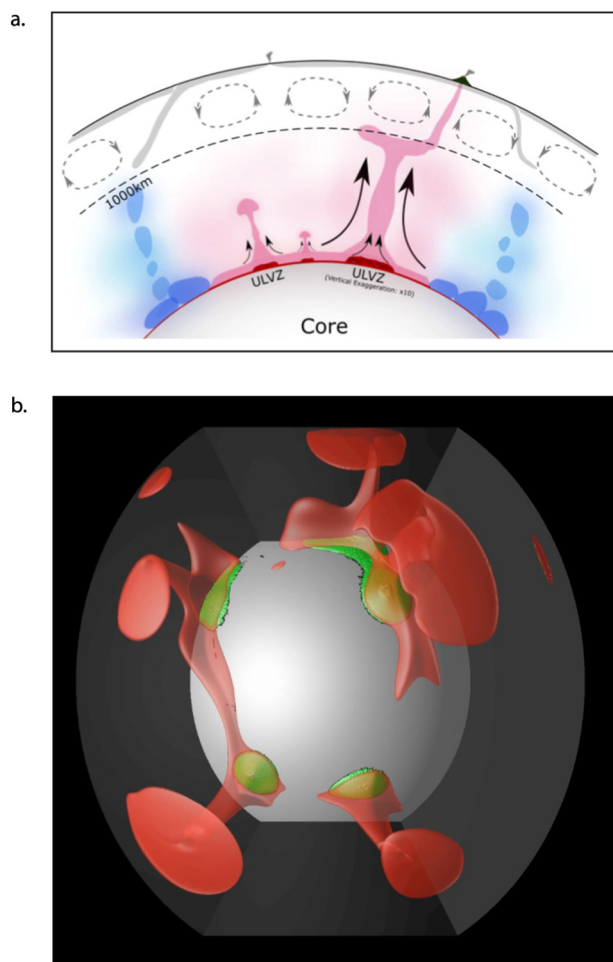 a.
1000km
ULVZ
ULVZ
(Vertical Exaggeration: x10)
Core
b.